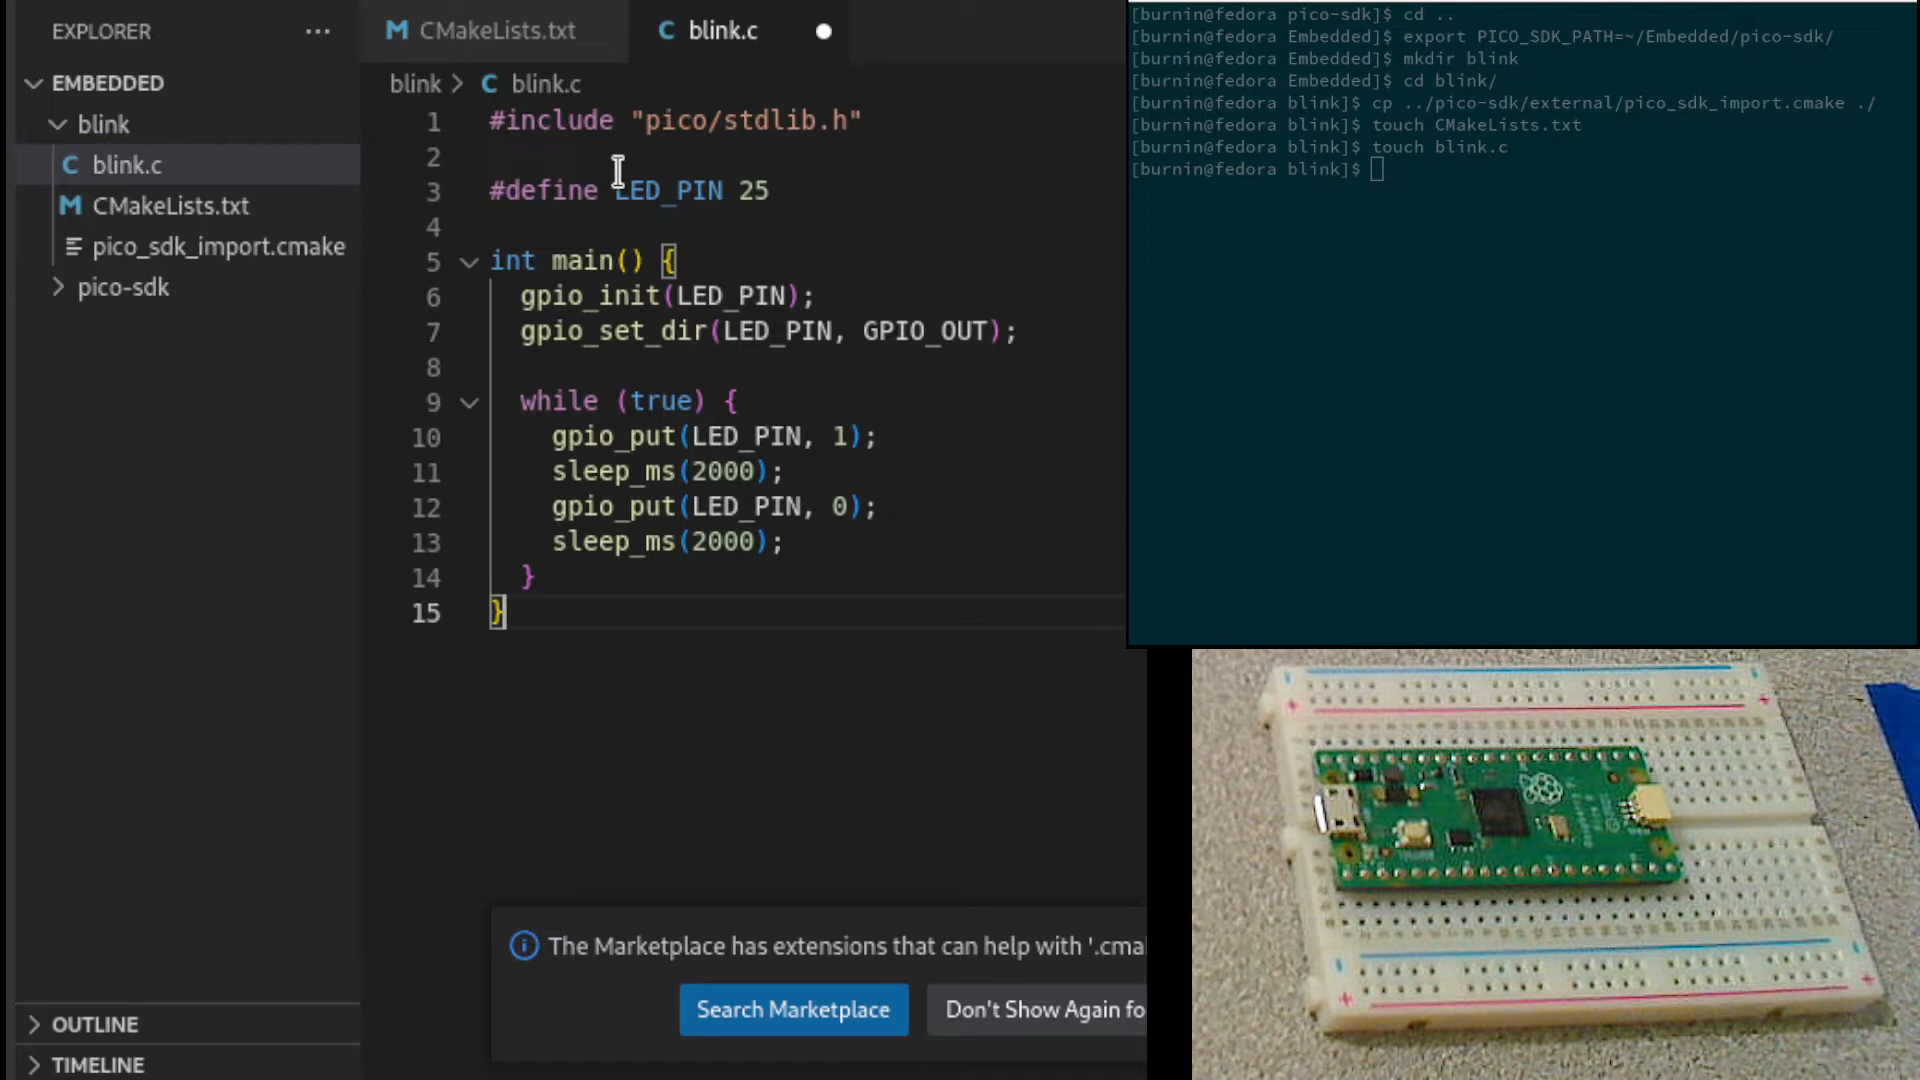 EXPLORER
EMBEDDED
blink
blink.c
CMakeLists.txt
pico_sdk_import.cmake
pico-sdk
OUTLINE
TIMELINE
CMakeLists.txt
blink.c
blink > C blink.c
1 #include "pico/stdlib.h"
2
3 #define LED_PIN 25
4
5 int main() {
6 gpio_init(LED_PIN);
7 gpio_set_dir(LED_PIN, GPIO_OUT);
8
9 while (true) {
10 gpio_put(LED_PIN, 1);
11 sleep_ms(2000);
12 gpio_put(LED_PIN, 0);
13 sleep_ms(2000);
14 }
15 }
The Marketplace has extensions that can help with '.cma
Search Marketplace
Don't Show Again fo
[burnin@fedora pico-sdk]$ cd ..
[burnin@fedora Embedded]$ export PICO_SDK_PATH=~/Embedded/pico-sdk/
[burnin@fedora Embedded]$ mkdir blink
[burnin@fedora Embedded]$ cd blink/
[burnin@fedora blink]$ cp ../pico-sdk/external/pico_sdk_import.cmake ./
[burnin@fedora blink]$ touch CMakeLists.txt
[burnin@fedora blink]$ touch blink.c
[burnin@fedora blink]$